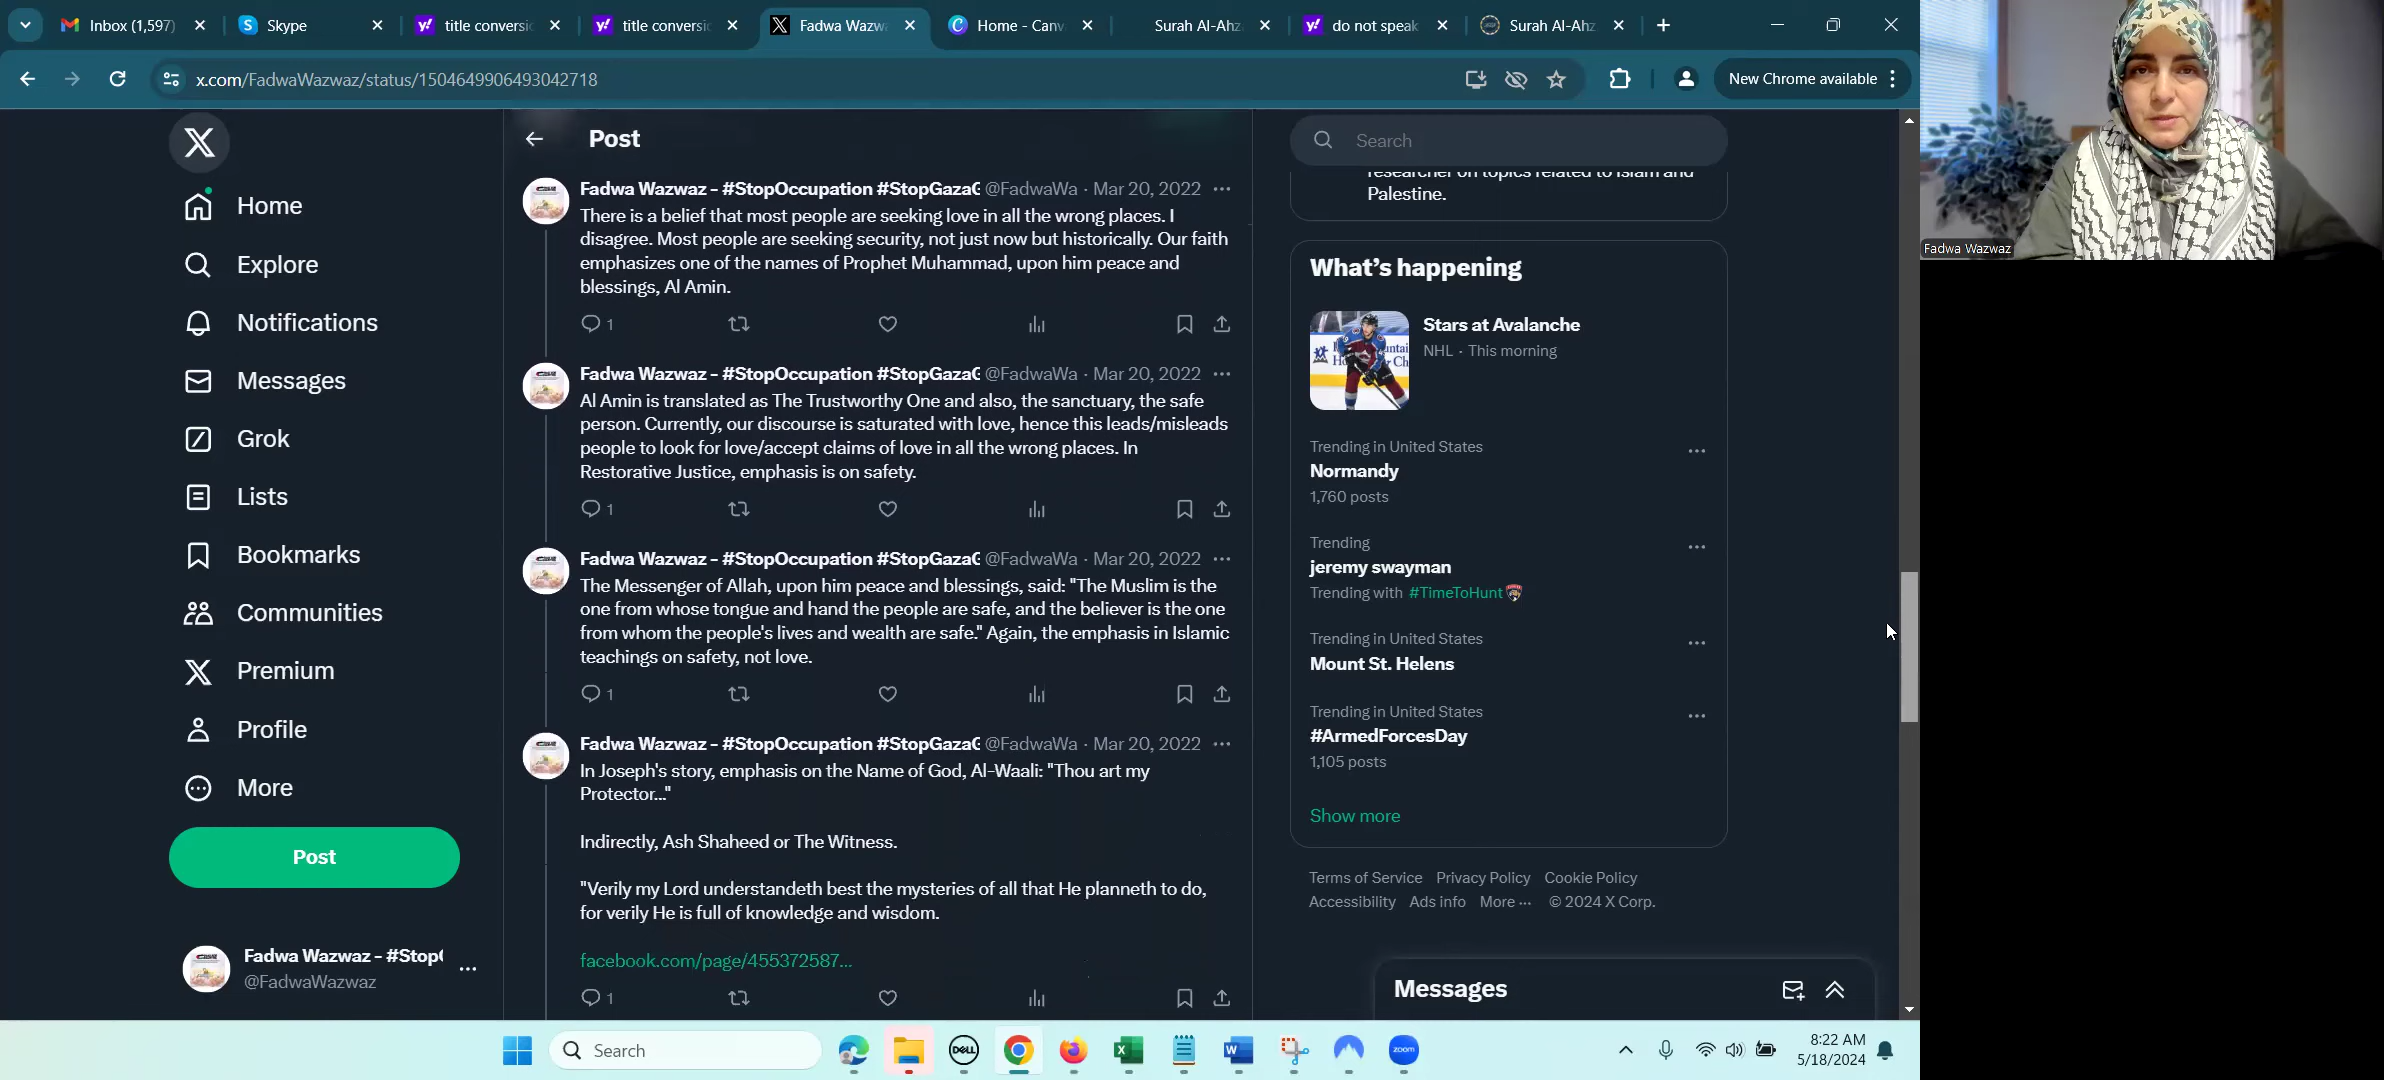 Inbox (1,597)
Skype
title conversi
title conversi
Fadwa Wazw
Home - Canv
Surah Al-Ahz
do not speak
Surah Al-Ahz
x.com/FadwaWazwaz/status/1504649906493042718
New Chrome available
Home
Explore
Notifications
Messages
Grok
Lists
Bookmarks
Communities
Premium
Profile
More
Post
Fadwa Wazwaz - #Stop
@FadwaWazwaz
Post
Fadwa Wazwaz - #StopOccupation #StopGazaG @FadwaWa · Mar 20, 2022
There is a belief that most people are seeking love in all the wrong places. I
disagree. Most people are seeking security, not just now but historically. Our faith
emphasizes one of the names of Prophet Muhammad, upon him peace and
blessings, Al Amin.
1
Fadwa Wazwaz - #StopOccupation #StopGazaG @FadwaWa · Mar 20, 2022
Al Amin is translated as The Trustworthy One and also, the sanctuary, the safe
person. Currently, our discourse is saturated with love, hence this leads/misleads
people to look for love/accept claims of love in all the wrong places. In
Restorative Justice, emphasis is on safety.
1
Fadwa Wazwaz - #StopOccupation #StopGazaG @FadwaWa · Mar 20, 2022
The Messenger of Allah, upon him peace and blessings, said: "The Muslim is the
one from whose tongue and hand the people are safe, and the believer is the one
from whom the people's lives and wealth are safe." Again, the emphasis in Islamic
teachings on safety, not love.
1
Fadwa Wazwaz - #StopOccupation #StopGazaG @FadwaWa · Mar 20, 2022
In Joseph's story, emphasis on the Name of God, Al-Waali: "Thou art my
Protector..."
Indirectly, Ash Shaheed or The Witness.
"Verily my Lord understandeth best the mysteries of all that He planneth to do,
for verily He is full of knowledge and wisdom.
facebook.com/page/455372587...
1
Search
researcher on topics related to Islam and
Palestine.
What's happening
Stars at Avalanche
NHL · This morning
Trending in United States
Normandy
1,760 posts
Trending
jeremy swayman
Trending with #TimeToHunt
Trending in United States
Mount St. Helens
Trending in United States
#ArmedForcesDay
1,105 posts
Show more
Terms of Service Privacy Policy Cookie Policy
Accessibility Ads info More ··· © 2024 X Corp.
Messages
Fadwa Wazwaz
Search
DELL
zoom
8:22 AM
5/18/2024